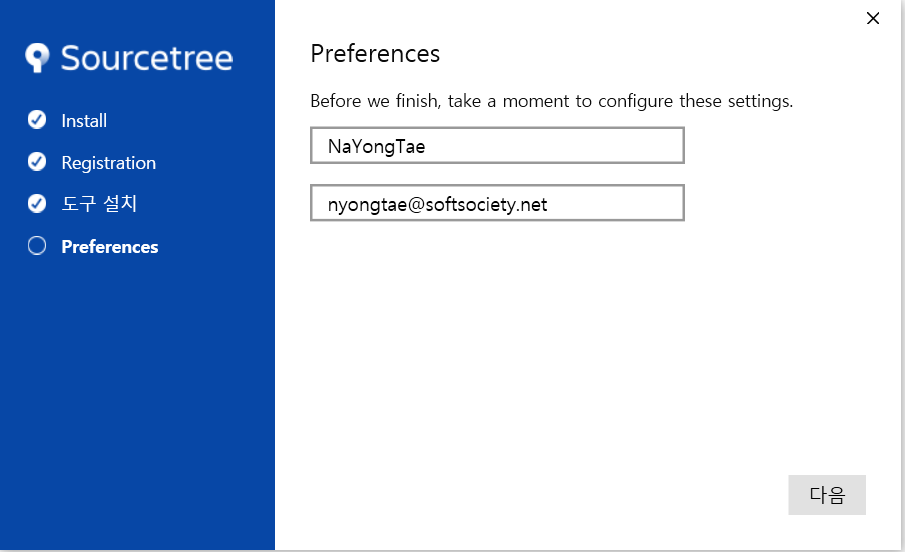 Sourcetree
Install
Registration
도구 설치
Preferences
Preferences
Before we finish, take a moment to configure these settings.
NaYongTae
nyongtae@softsociety.net
다음